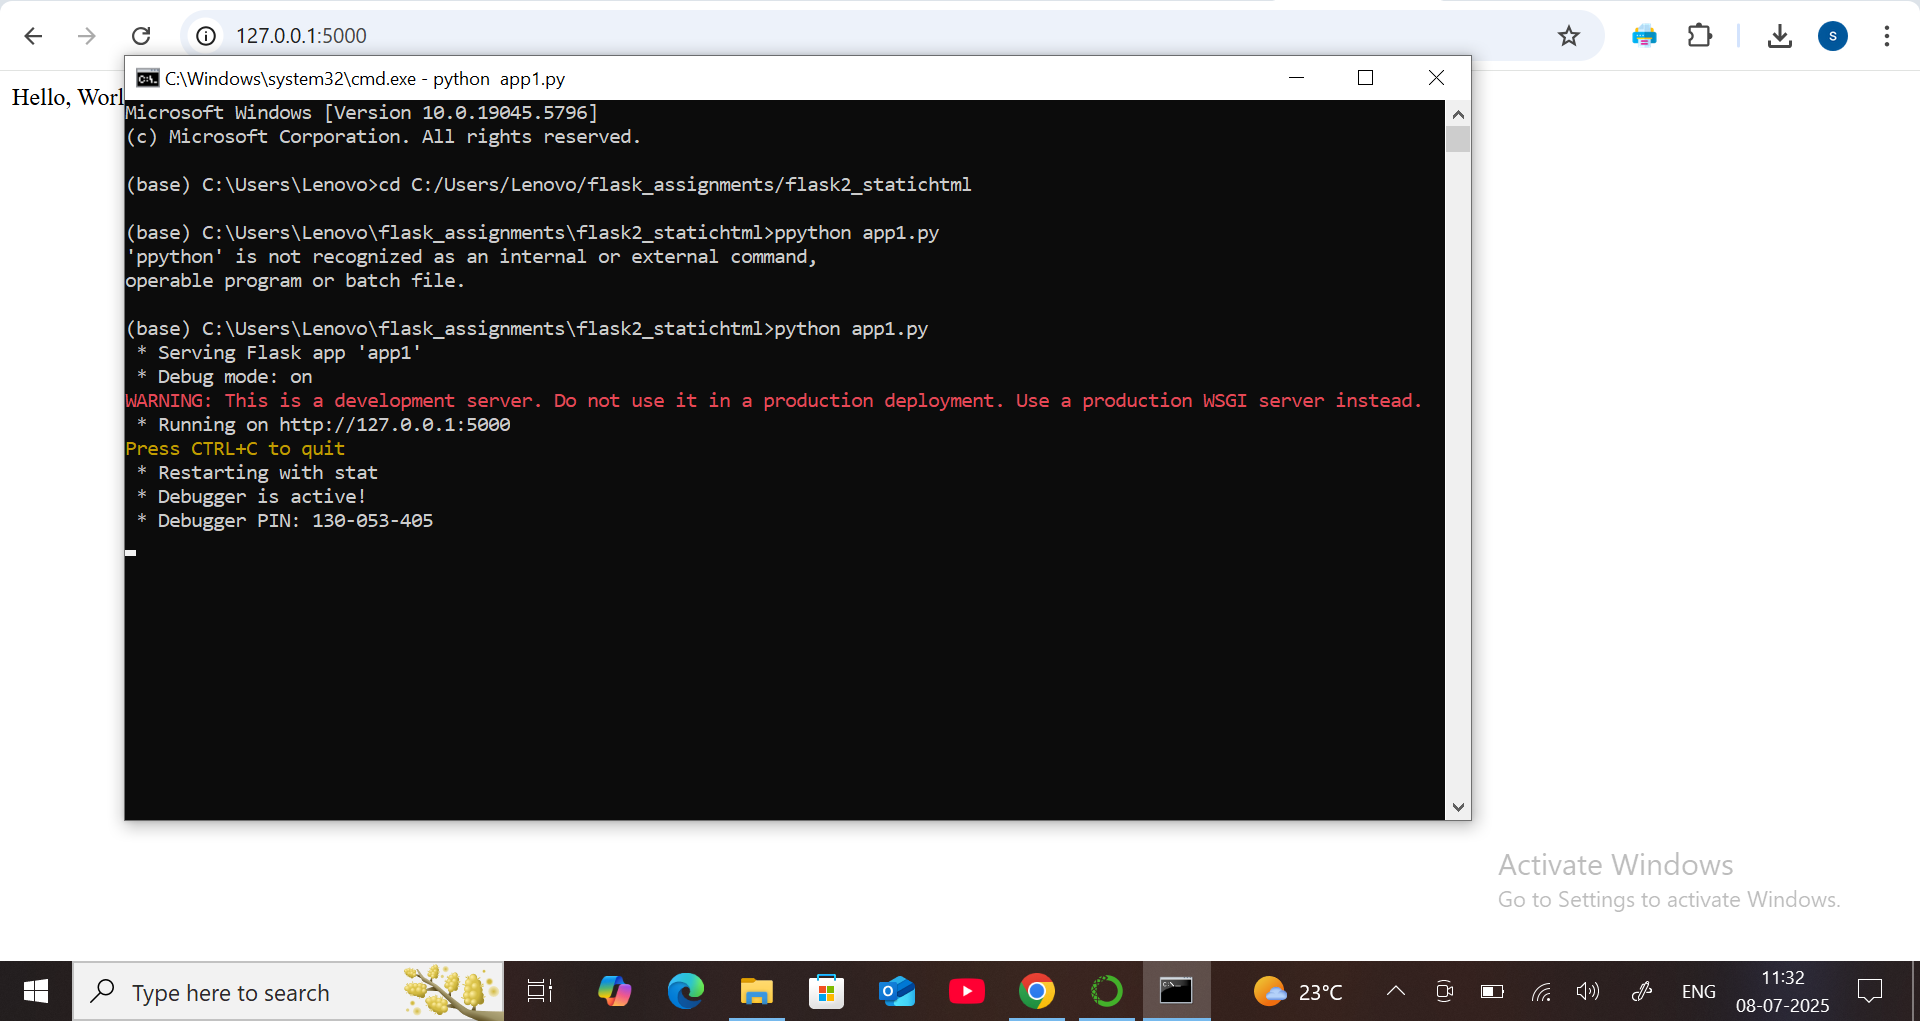 127.0.0.1:5000
C:\Windows\system32\cmd.exe - python  app1.py
Hello, Worl
Microsoft Windows [Version 10.0.19045.5796]
(c) Microsoft Corporation. All rights reserved.
(base) C:\Users\Lenovo>cd C:/Users/Lenovo/flask_assignments/flask2_statichtml
(base) C:\Users\Lenovo\flask_assignments\flask2_statichtml>ppython app1.py
'ppython' is not recognized as an internal or external command,
operable program or batch file.
(base) C:\Users\Lenovo\flask_assignments\flask2_statichtml>python app1.py
* Serving Flask app 'app1'
* Debug mode: on
WARNING: This is a development server. Do not use it in a production deployment. Use a production WSGI server instead.
* Running on http://127.0.0.1:5000
Press CTRL+C to quit
* Restarting with stat
* Debugger is active!
* Debugger PIN: 130-053-405
Activate Windows
Go to Settings to activate Windows.
Type here to search
23°C
ENG
11:32
08-07-2025